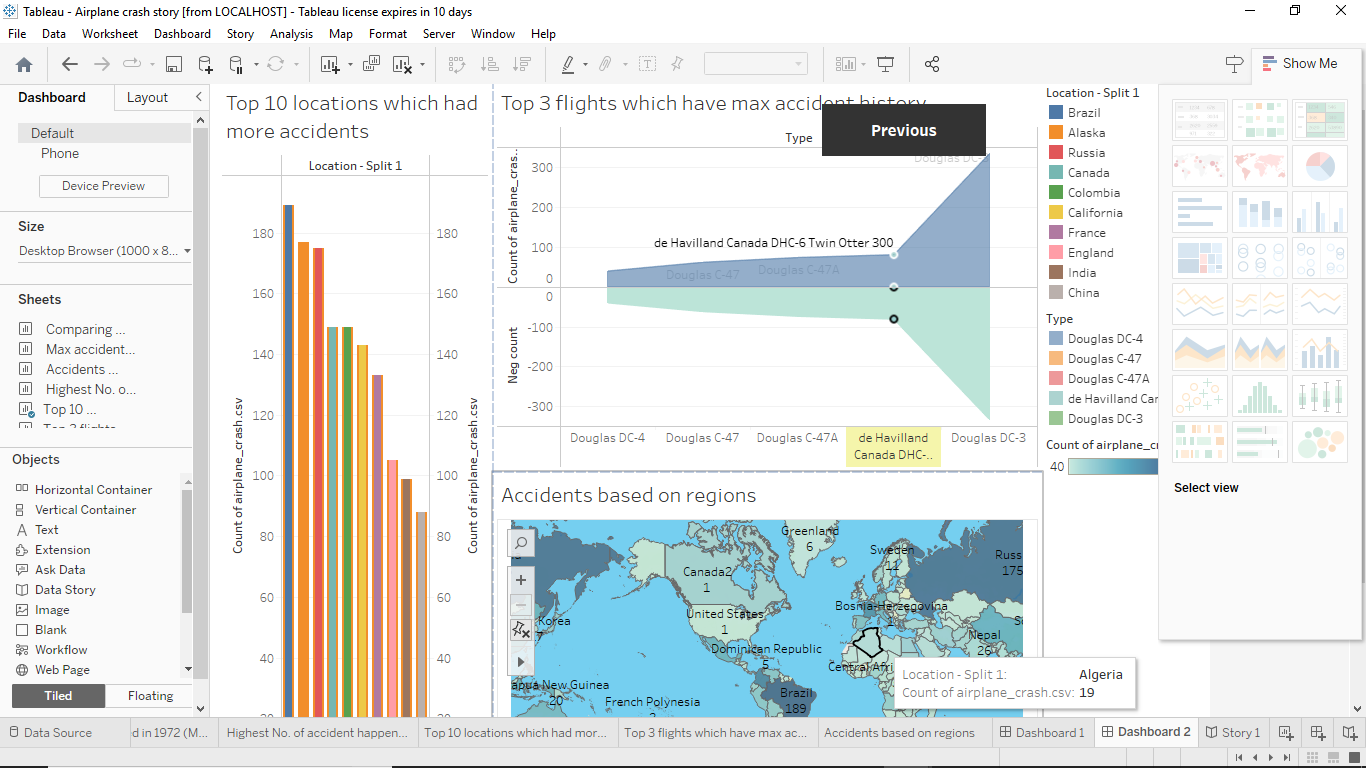 Tableau - Airplane crash story [from LOCALHOST] - Tableau license expires in 10 days
File Data Worksheet Dashboard Story Analysis Map Format Server Window Help
Show Me
Dashboard Layout
Default
Phone
Device Preview
Size
Desktop Browser (1000 x 8...
Sheets
Comparing ...
Max accident...
Accidents ...
Highest No. o...
Top 10 ...
Top 3 flights
Objects
Horizontal Container
Vertical Container
Text
Extension
Ask Data
Data Story
Image
Blank
Workflow
Web Page
Tiled Floating
Top 10 locations which had
more accidents
Location - Split 1
180
160
140
120
100
80
60
40
20
Count of airplane_crash.csv
180
160
140
120
100
80
60
40
20
Count of airplane_crash.csv
Top 3 flights which have max accident history
Previous
Type
Douglas DC-
Count of airplane_cras..
300
200
100
0
de Havilland Canada DHC-6 Twin Otter 300
Douglas C-47
Douglas C-47A
Neg count
0
-100
-200
-300
Douglas DC-4
Douglas C-47
Douglas C-47A
de Havilland
Canada DHC-..
Douglas DC-3
Accidents based on regions
Greenland
6
Sweden
11
Russ
175
Canada2
1
United States
1
Bosnia-Herzegovina
1
Korea
7
Dominican Republic
5
Nepal
26
Central Afri
apua New Guinea
20
French Polynesia
Brazil
189
Location - Split 1: Algeria
Count of airplane_crash.csv: 19
Location - Split 1
Brazil
Alaska
Russia
Canada
Colombia
California
France
England
India
China
Type
Douglas DC-4
Douglas C-47
Douglas C-47A
de Havilland Car
Douglas DC-3
Count of airplane_cr
40
Select view
Data Source
d in 1972 (M...
Highest No. of accident happen...
Top 10 locations which had mor...
Top 3 flights which have max ac...
Accidents based on regions
Dashboard 1
Dashboard 2
Story 1